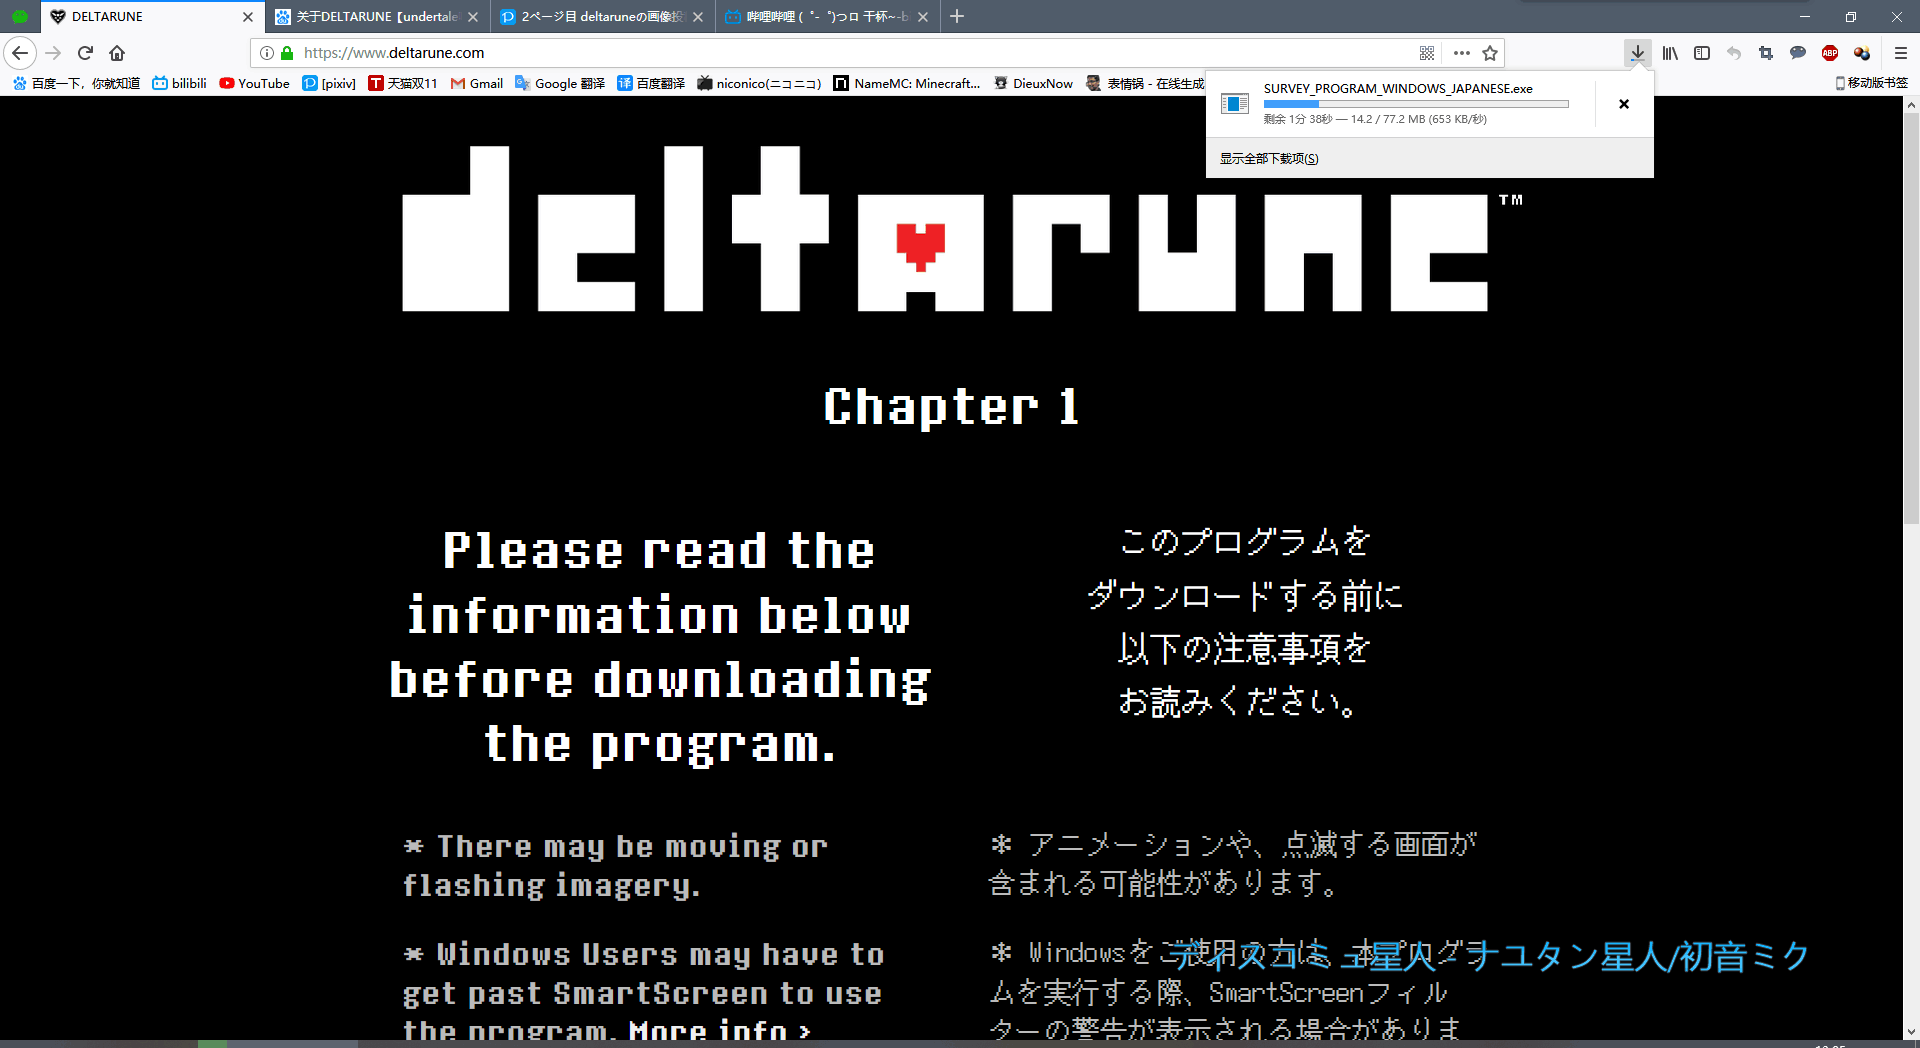 DELTARUNE
关于DELTARUNE【undertale
2ページ目 deltaruneの画像投
哔哩哔哩 (゜-゜)つロ 干杯~-b
https://www.deltarune.com
百度一下，你就知道
bilibili
YouTube
[pixiv]
天猫双11
Gmail
Google 翻译
百度翻译
niconico(ニコニコ)
NameMC: Minecraft...
DieuxNow
表情锅 - 在线生成
移动版书签
ABP
SURVEY_PROGRAM_WINDOWS_JAPANESE.exe
剩余 1分 38秒 — 14.2 / 77.2 MB (653 KB/秒)
显示全部下载项(S)
deltarune™
Chapter 1
Please read the
information below
before downloading
the program.
このプログラムを
ダウンロードする前に
以下の注意事項を
お読みください。
* There may be moving or
flashing imagery.
* Windows Users may have to
get past SmartScreen to use
the program. More info >
* アニメーションや、点滅する画面が
含まれる可能性があります。
* Windowsをご使用の方は、本プログラ
ムを実行する際、SmartScreenフィル
ターの警告が表示される場合がありま
ディスコミュ星人 - ナユタン星人/初音ミク